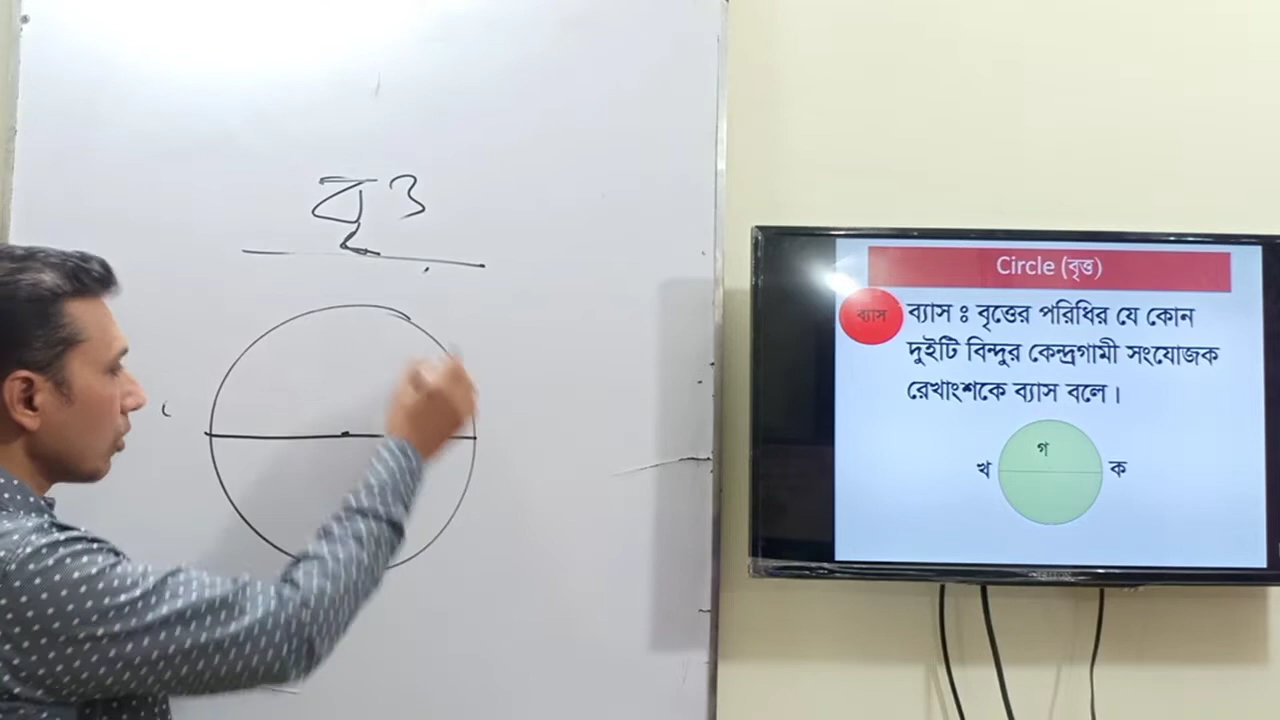 বৃত্ত
Circle (বৃত্ত)
ব্যাস
ব্যাস ঃ বৃত্তের পরিধির যে কোন
দুইটি বিন্দুর কেন্দ্রগামী সংযোজক
রেখাংশকে ব্যাস বলে।
গ
খ
ক